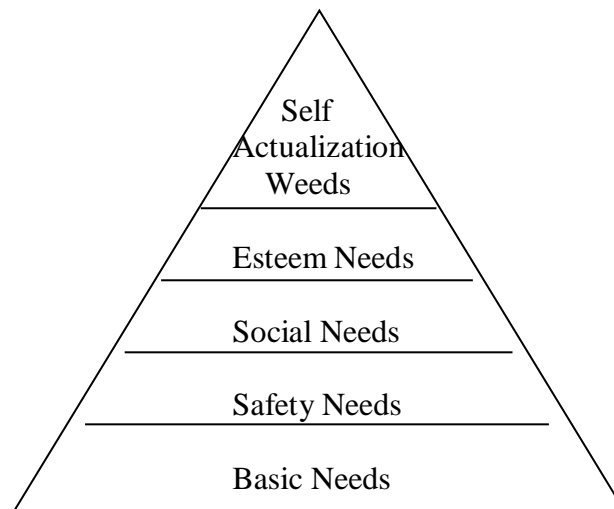 Self
Actualization
Weeds
Esteem Needs
Social Needs
Safety Needs
Basic Needs